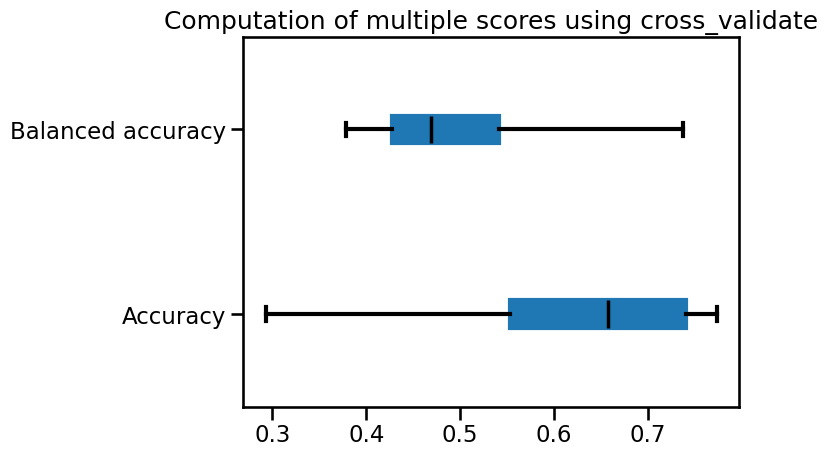 Computation of multiple scores using cross_validate
Balanced accuracy
Accuracy
0.3 0.4 0.5 0.6 0.7